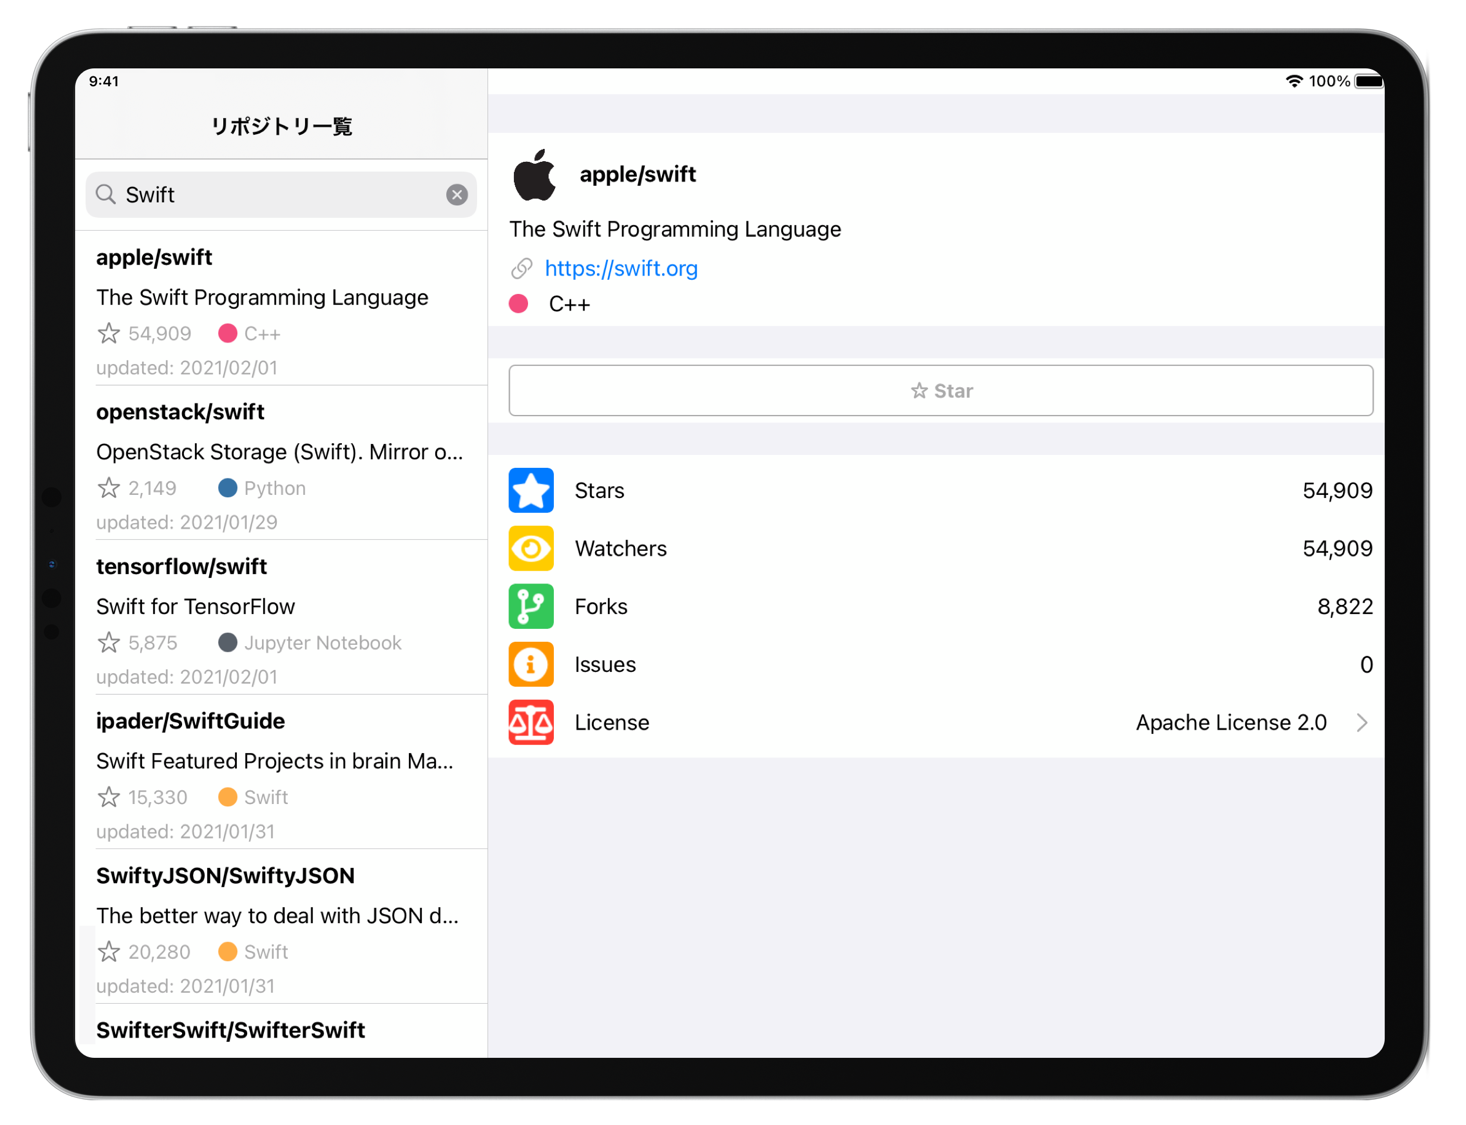 9:41
100%
リポジトリ一覧
Swift
apple/swift
The Swift Programming Language
54,909 C++
updated: 2021/02/01
openstack/swift
OpenStack Storage (Swift). Mirror o...
2,149 Python
updated: 2021/01/29
tensorflow/swift
Swift for TensorFlow
5,875 Jupyter Notebook
updated: 2021/02/01
ipader/SwiftGuide
Swift Featured Projects in brain Ma...
15,330 Swift
updated: 2021/01/31
SwiftyJSON/SwiftyJSON
The better way to deal with JSON d...
20,280 Swift
updated: 2021/01/31
SwifterSwift/SwifterSwift
apple/swift
The Swift Programming Language
https://swift.org
C++
Star
Stars 54,909
Watchers 54,909
Forks 8,822
Issues 0
License Apache License 2.0